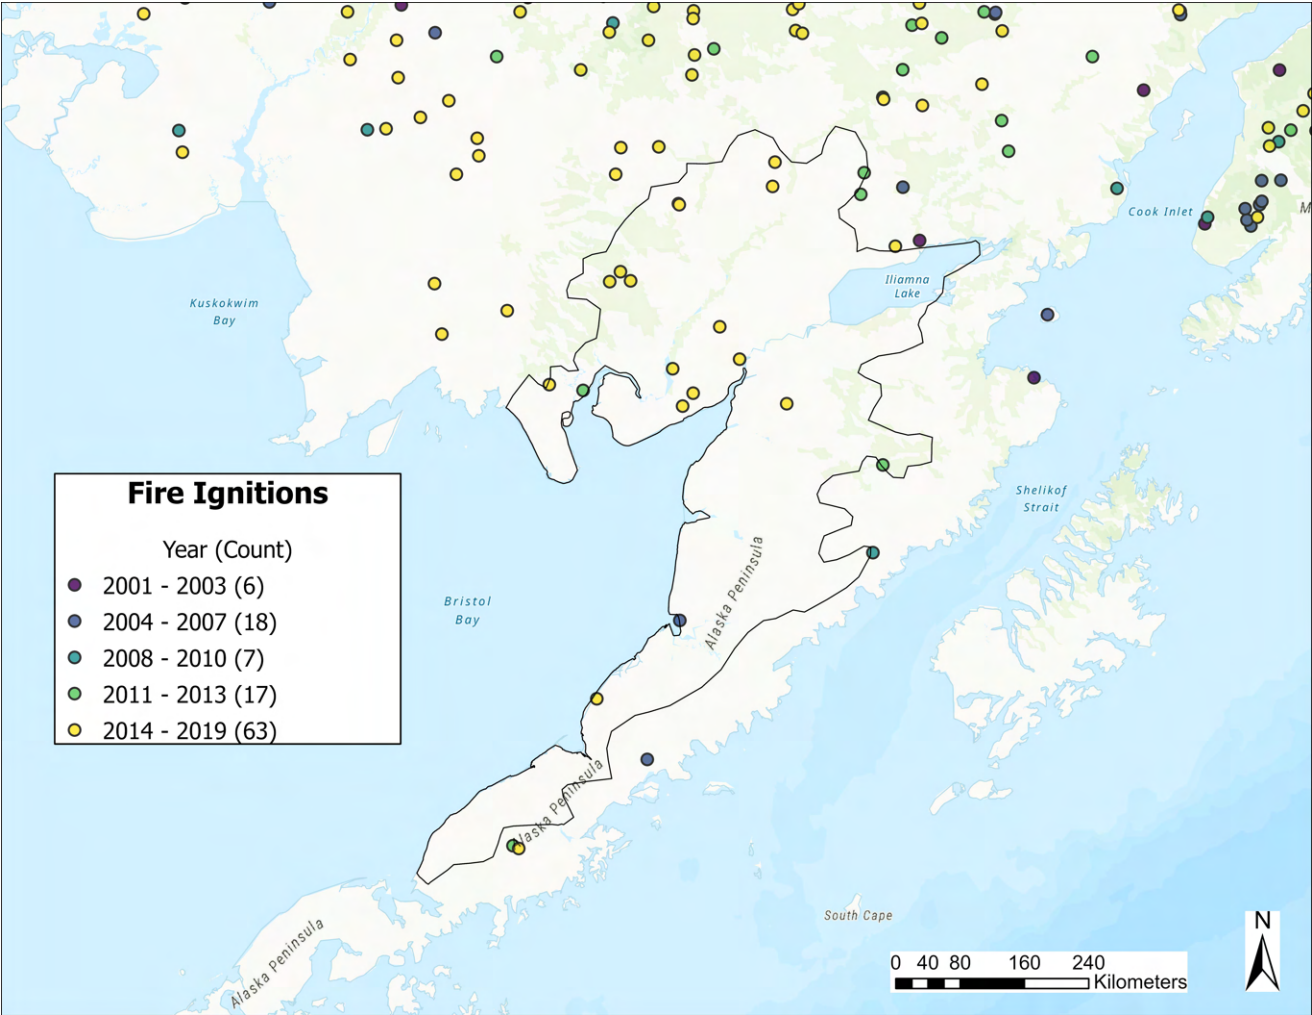 Cook Inlet
M
Iliamna
Lake
Kuskokwim
Bay
Fire Ignitions
Year (Count)
2001 - 2003 (6)
2004 - 2007 (18)
2008 - 2010 (7)
2011 - 2013 (17)
2014 - 2019 (63)
Shelikof
Strait
Bristol
Bay
Alaska Peninsula
Alaska Peninsula
South Cape
Alaska Peninsula
N
0 40 80 160 240
Kilometers